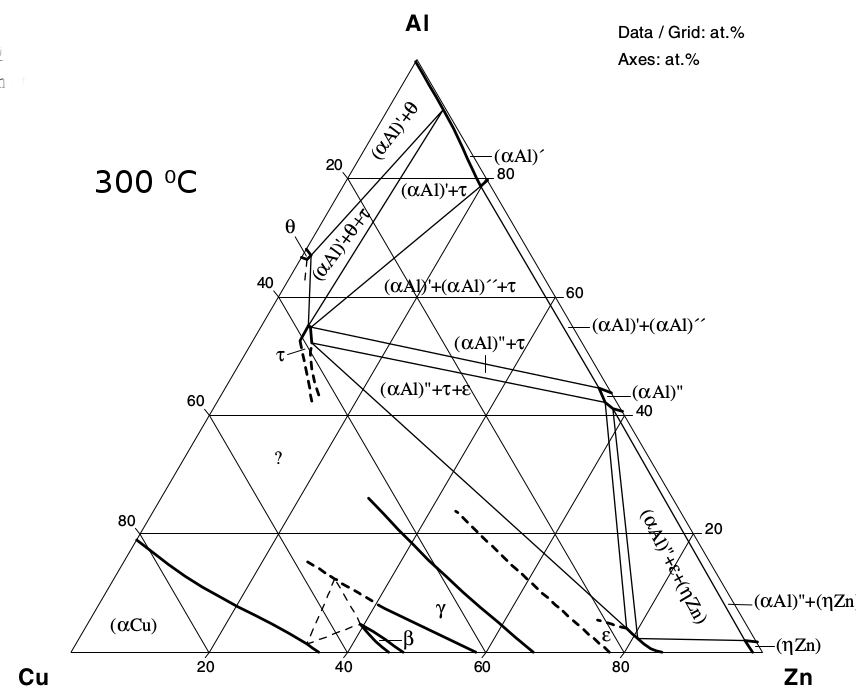 Al
Data / Grid: at.%
Axes: at.%
(αAl)'+θ
(αAl)´
20
80
300 ⁰C
(αAl)'+τ
θ
(αAl)'+θ+τ
40
(αAl)'+(αAl)´´+τ
60
(αAl)'+(αAl)´´
(αAl)"+τ
τ
(αAl)"+τ+ε
(αAl)"
60
40
?
80
20
(αAl)"+ε+(ηZn)
(αAl)"+(ηZn)
(αCu)
γ
β
ε
(ηZn)
Cu
20
40
60
80
Zn